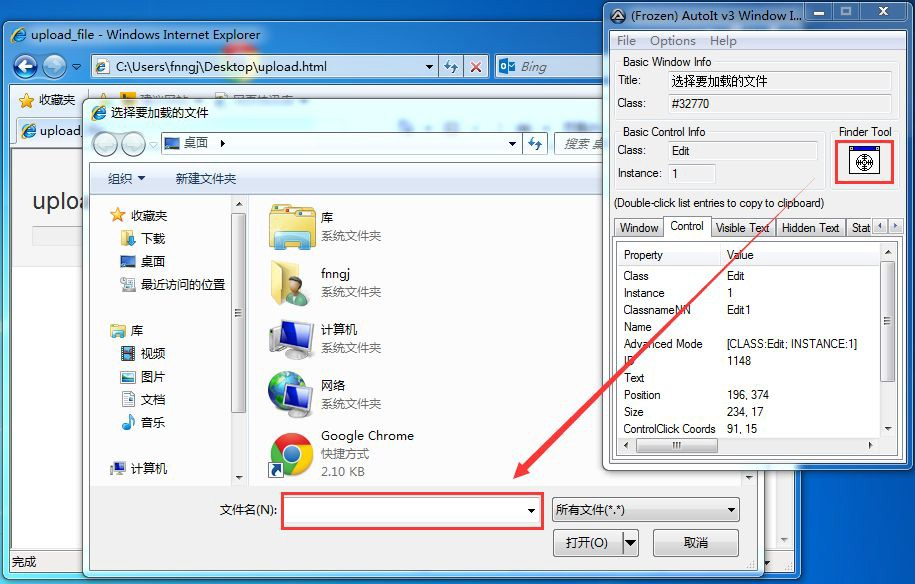 upload_file - Windows Internet Explorer
C:\Users\fnngj\Desktop\upload.html
Bing
收藏夹
upload_
uploa
完成
选择要加载的文件
桌面
搜索 桌
组织
新建文件夹
收藏夹
下载
桌面
最近访问的位置
库
视频
图片
文档
音乐
计算机
库
系统文件夹
fnngj
系统文件夹
计算机
系统文件夹
网络
系统文件夹
Google Chrome
快捷方式
2.10 KB
文件名(N):
所有文件(*.*)
打开(O)
取消
(Frozen) AutoIt v3 Window I...
File Options Help
Basic Window Info
Title: 选择要加载的文件
Class: #32770
Basic Control Info
Class: Edit
Instance: 1
Finder Tool
(Double-click list entries to copy to clipboard)
Window Control Visible Text Hidden Text Stat
Property Value
Class Edit
Instance 1
ClassnameNN Edit1
Name
Advanced Mode [CLASS:Edit; INSTANCE:1]
ID 1148
Text
Position 196, 374
Size 234, 17
ControlClick Coords 91, 15